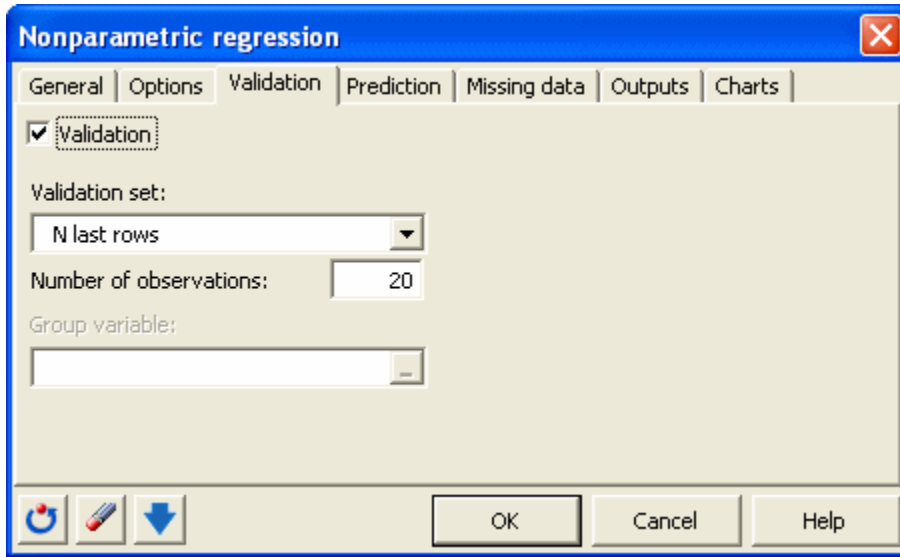 Nonparametric regression
General Options Validation Prediction Missing data Outputs Charts
Validation
Validation set:
N last rows
Number of observations: 20
Group variable:
...
OK Cancel Help